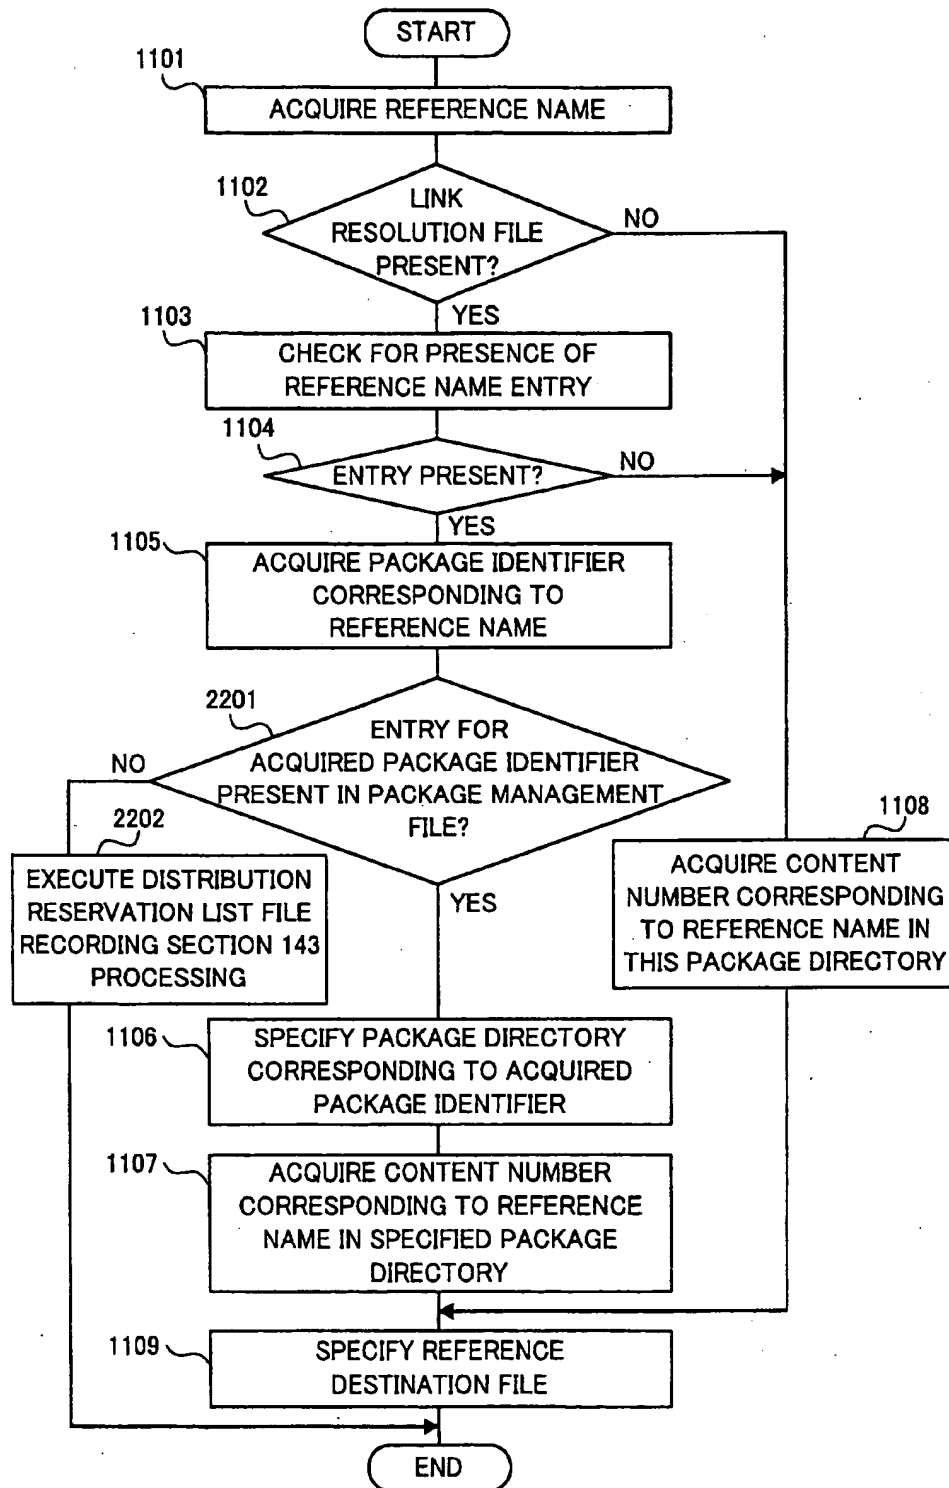 START
1101
ACQUIRE REFERENCE NAME
1102
LINK
RESOLUTION FILE
PRESENT?
NO
YES
1103
CHECK FOR PRESENCE OF
REFERENCE NAME ENTRY
1104
ENTRY PRESENT?
NO
YES
1105
ACQUIRE PACKAGE IDENTIFIER
CORRESPONDING TO
REFERENCE NAME
2201
ENTRY FOR
ACQUIRED PACKAGE IDENTIFIER
PRESENT IN PACKAGE MANAGEMENT
FILE?
NO
YES
2202
EXECUTE DISTRIBUTION
RESERVATION LIST FILE
RECORDING SECTION 143
PROCESSING
1108
ACQUIRE CONTENT
NUMBER CORRESPONDING
TO REFERENCE NAME IN
THIS PACKAGE DIRECTORY
1106
SPECIFY PACKAGE DIRECTORY
CORRESPONDING TO ACQUIRED
PACKAGE IDENTIFIER
1107
ACQUIRE CONTENT NUMBER
CORRESPONDING TO REFERENCE
NAME IN SPECIFIED PACKAGE
DIRECTORY
1109
SPECIFY REFERENCE
DESTINATION FILE
END